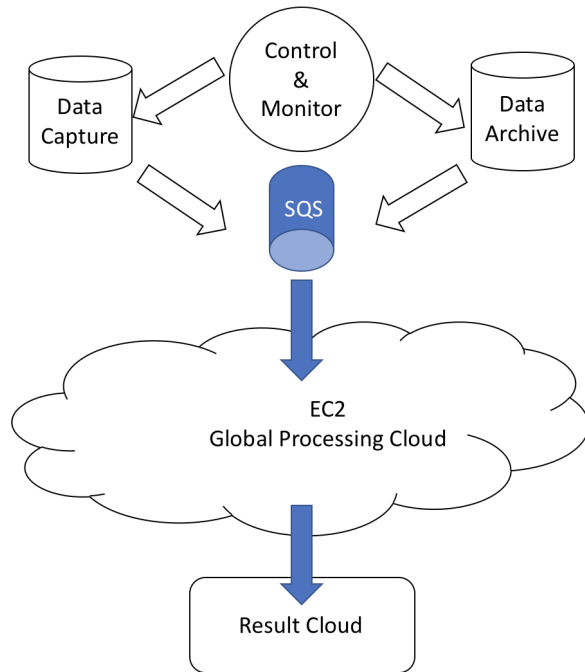 Control
&
Monitor
Data
Capture
Data
Archive
SQS
EC2
Global Processing Cloud
Result Cloud